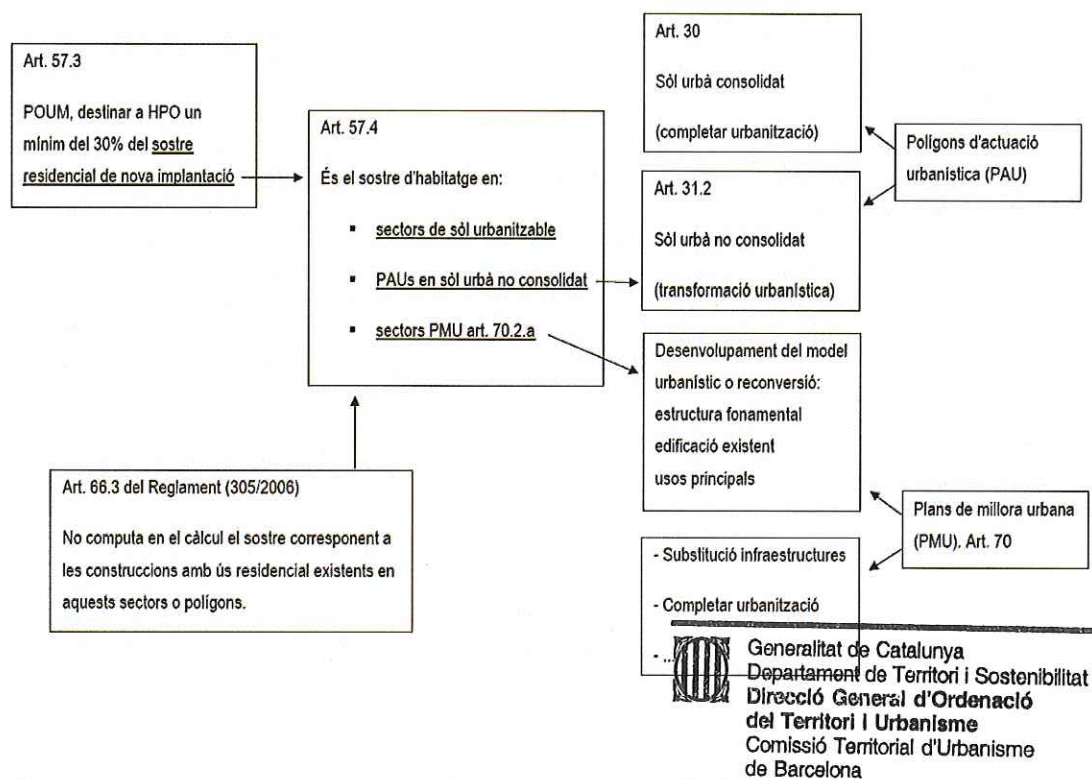 Art. 57.3
POUM, destinar a HPO un
mínim del 30% del sostre
residencial de nova implantació
Art. 57.4
És el sostre d'habitatge en:
▪ sectors de sòl urbanitzable
▪ PAUs en sòl urbà no consolidat
▪ sectors PMU art. 70.2.a
Art. 66.3 del Reglament (305/2006)
No computa en el càlcul el sostre corresponent a
les construccions amb ús residencial existents en
aquests sectors o polígons.
Art. 30
Sòl urbà consolidat
(completar urbanització)
Art. 31.2
Sòl urbà no consolidat
(transformació urbanística)
Polígons d'actuació
urbanística (PAU)
Desenvolupament del model
urbanístic o reconversió:
estructura fonamental
edificació existent
usos principals
Plans de millora urbana
(PMU). Art. 70
- Substitució infraestructures
- Completar urbanització
- ...
Generalitat de Catalunya
Departament de Territori i Sostenibilitat
Direcció General d'Ordenació
del Territori i Urbanisme
Comissió Territorial d'Urbanisme
de Barcelona